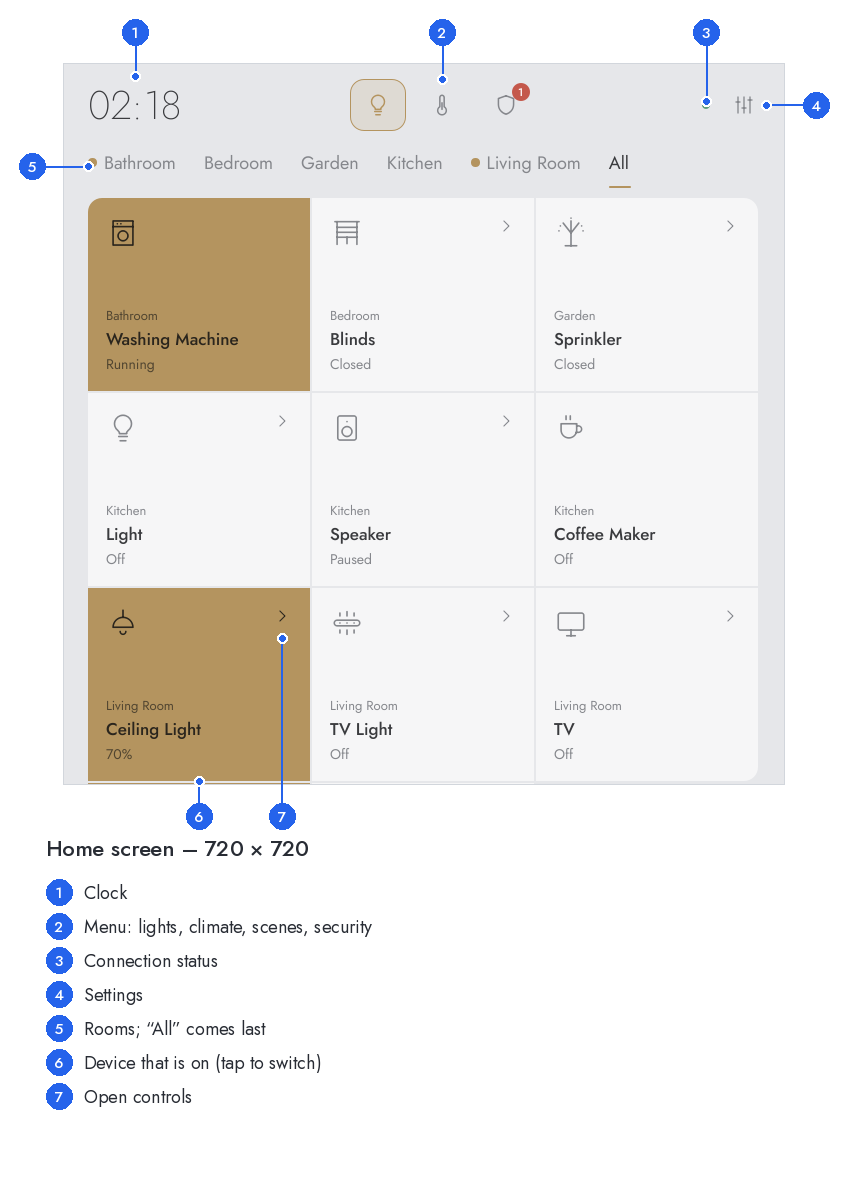 1 2 3
02:18 1 4
5 Bathroom Bedroom Garden Kitchen Living Room All
Bathroom Bedroom Garden
Washing Machine Blinds Sprinkler
Running Closed Closed
Kitchen Kitchen Kitchen
Light Speaker Coffee Maker
Off Paused Off
Living Room Living Room Living Room
Ceiling Light TV Light TV
70% Off Off
6 7
Home screen – 720 × 720
1 Clock
2 Menu: lights, climate, scenes, security
3 Connection status
4 Settings
5 Rooms; “All” comes last
6 Device that is on (tap to switch)
7 Open controls